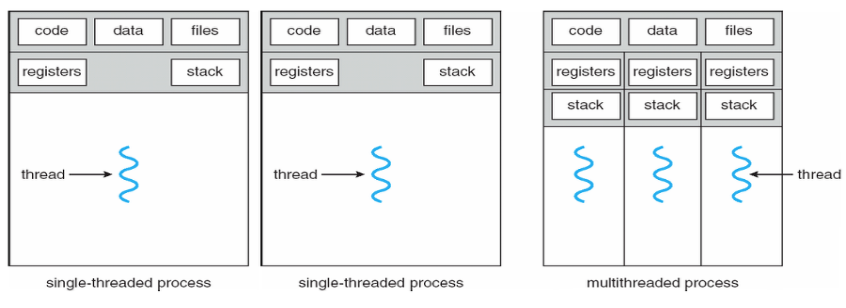 code data files
registers stack
thread
single-threaded process
code data files
registers stack
thread
single-threaded process
code data files
registers registers registers
stack stack stack
thread
multithreaded process